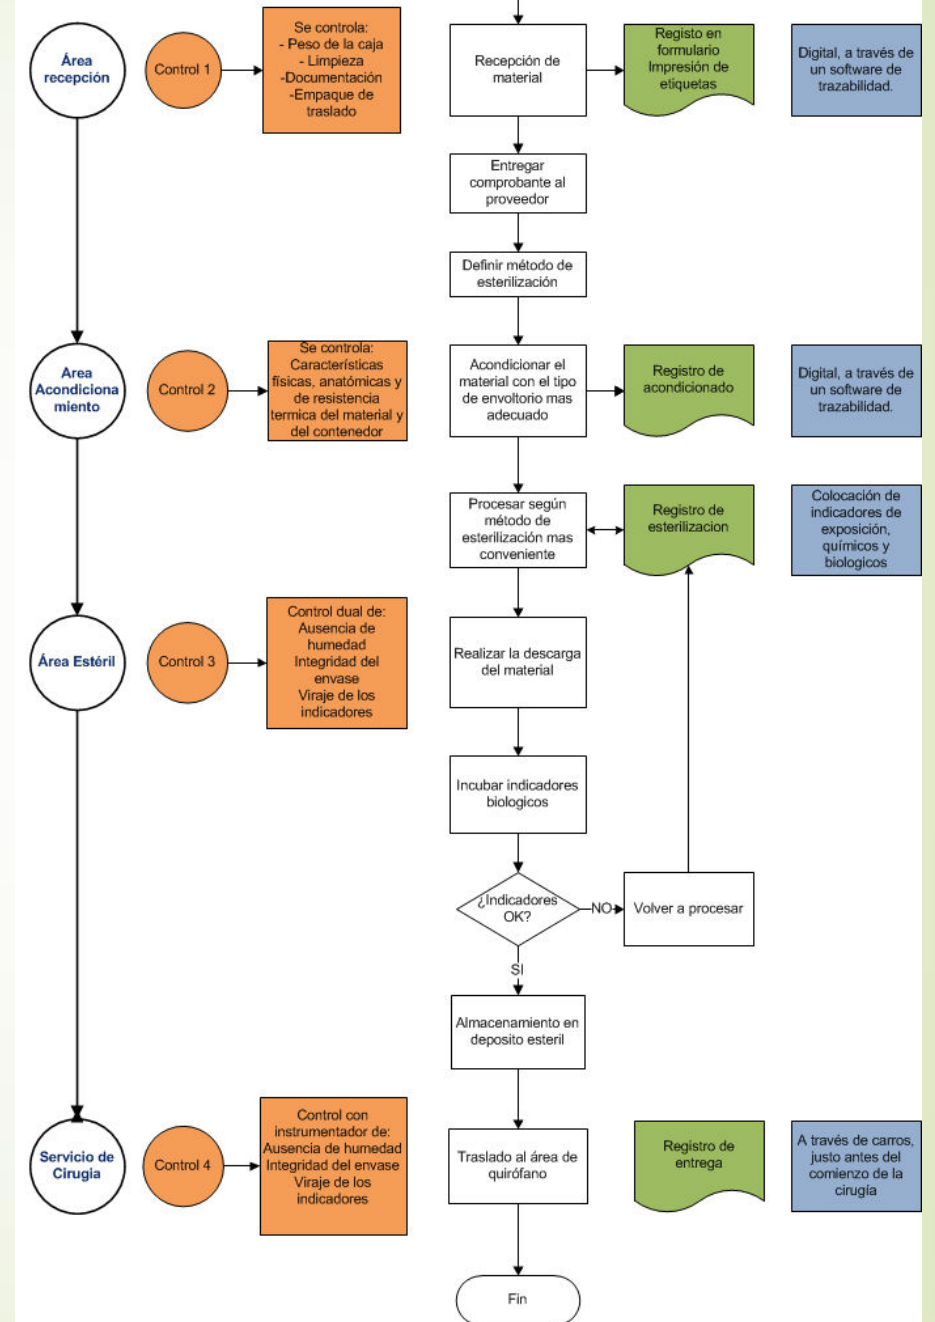 Área
recepción
Control 1
Se controla:
- Peso de la caja
- Limpieza
-Documentación
-Empaque de
traslado
Recepción de
material
Registo en
formulario
Impresión de
etiquetas
Digital, a través de
un software de
trazabilidad.
Entregar
comprobante al
proveedor
Definir método de
esterilización
Area
Acondiciona
miento
Control 2
Se controla:
Características
físicas, anatómicas y
de resistencia
termica del material y
del contenedor
Acondicionar el
material con el tipo
de envoltorio mas
adecuado
Registro de
acondicionado
Digital, a través de
un software de
trazabilidad.
Procesar según
método de
esterilización mas
conveniente
Registro de
esterilizacion
Colocación de
indicadores de
exposición,
químicos y
biologicos
Área Estéril
Control 3
Control dual de:
Ausencia de
humedad
Integridad del
envase
Viraje de los
indicadores
Realizar la descarga
del material
Incubar indicadores
biologicos
¿Indicadores
OK?
NO
Volver a procesar
SI
Almacenamiento en
deposito esteril
Servicio de
Cirugia
Control 4
Control con
instrumentador de:
Ausencia de humedad
Integridad del envase
Viraje de los
indicadores
Traslado al área de
quirófano
Registro de
entrega
A través de carros,
justo antes del
comienzo de la
cirugía
Fin